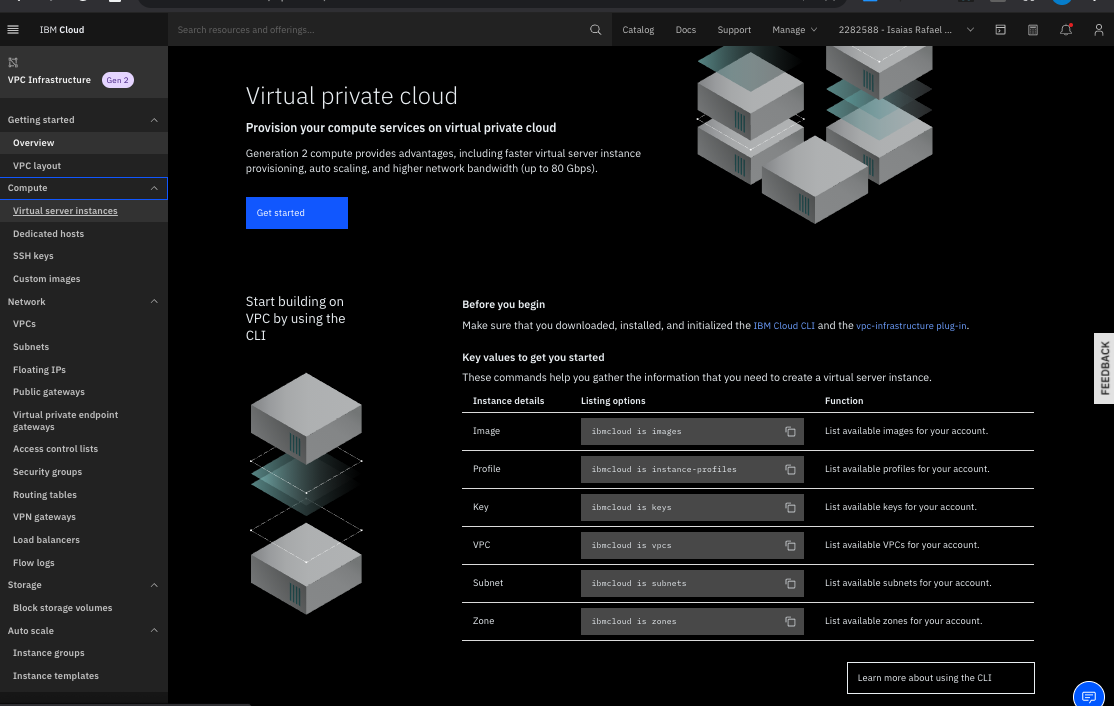 IBM Cloud
Search resources and offerings...
Catalog
Docs
Support
Manage
2282588 - Isaias Rafael ...
VPC Infrastructure
Gen 2
Getting started
Overview
VPC layout
Compute
Virtual server instances
Dedicated hosts
SSH keys
Custom images
Network
VPCs
Subnets
Floating IPs
Public gateways
Virtual private endpoint
gateways
Access control lists
Security groups
Routing tables
VPN gateways
Load balancers
Flow logs
Storage
Block storage volumes
Auto scale
Instance groups
Instance templates
Virtual private cloud
Provision your compute services on virtual private cloud
Generation 2 compute provides advantages, including faster virtual server instance
provisioning, auto scaling, and higher network bandwidth (up to 80 Gbps).
Get started
Start building on
VPC by using the
CLI
Before you begin
Make sure that you downloaded, installed, and initialized the IBM Cloud CLI and the vpc-infrastructure plug-in.
Key values to get you started
These commands help you gather the information that you need to create a virtual server instance.
Instance details Listing options Function
Image ibmcloud is images List available images for your account.
Profile ibmcloud is instance-profiles List available profiles for your account.
Key ibmcloud is keys List available keys for your account.
VPC ibmcloud is vpcs List available VPCs for your account.
Subnet ibmcloud is subnets List available subnets for your account.
Zone ibmcloud is zones List available zones for your account.
Learn more about using the CLI
FEEDBACK